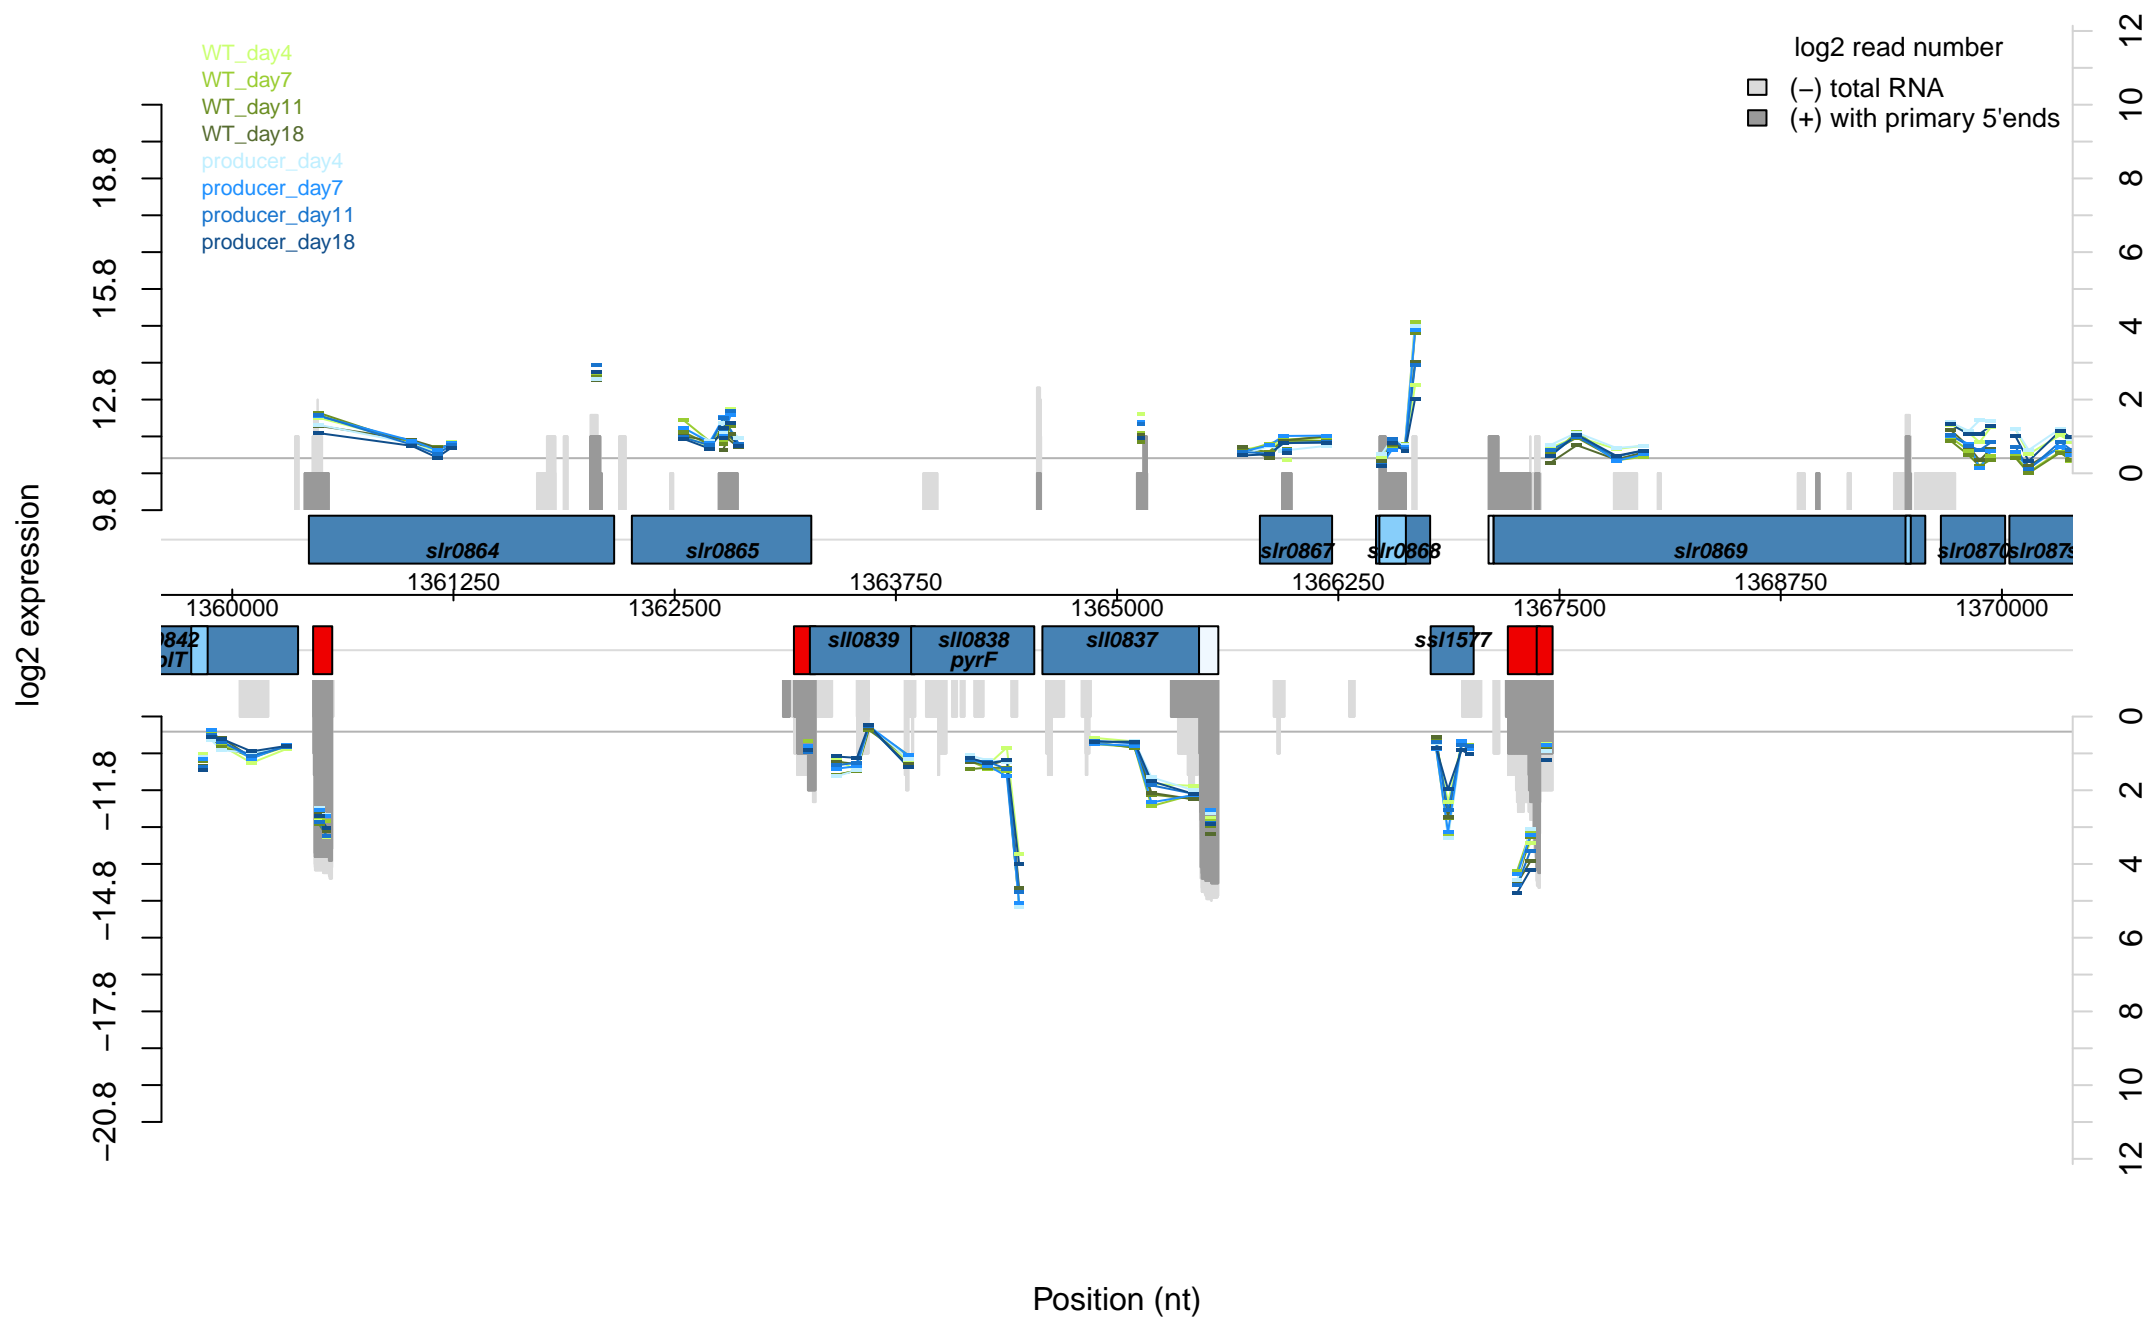 WT_day4
WT_day7
WT_day11
WT_day18
producer_day4
producer_day7
producer_day11
producer_day18
log2 read number
(−) total RNA
(+) with primary 5'ends
18.8
15.8
12.8
9.8
12
10
8
6
4
2
0
log2 expression
slr0864
slr0865
slr0867
slr0868
slr0869
slr0870
slr087
1361250
1363750
1366250
1368750
1360000
1362500
1365000
1367500
1370000
0842
olT
sll0839
sll0838
pyrF
sll0837
ssl1577
−11.8
−14.8
−17.8
−20.8
0
2
4
6
8
10
12
Position (nt)